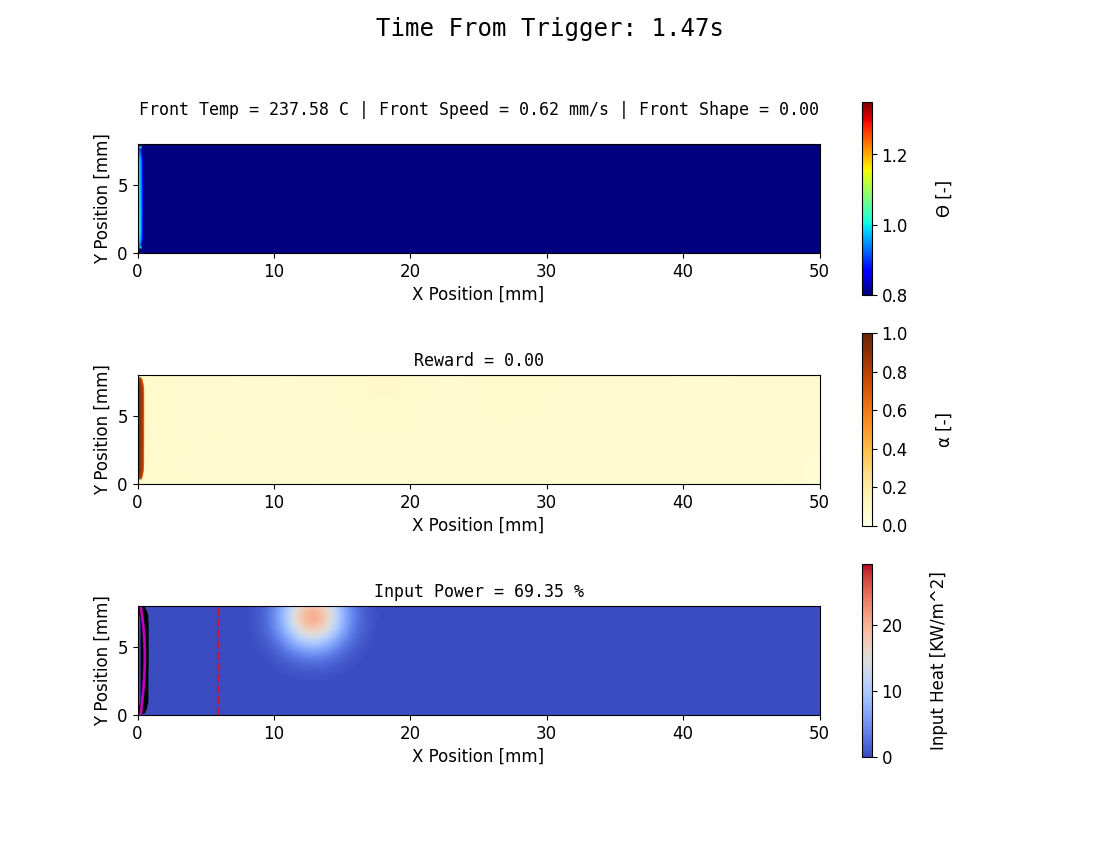 Time From Trigger: 1.47s
Front Temp = 237.58 C | Front Speed = 0.62 mm/s | Front Shape = 0.00
Y Position [mm]
5
0
0 10 20 30 40 50
X Position [mm]
1.2
1.0
0.8
Θ [-]
Reward = 0.00
Y Position [mm]
5
0
0 10 20 30 40 50
X Position [mm]
1.0
0.8
0.6
0.4
0.2
0.0
α [-]
Input Power = 69.35 %
Y Position [mm]
5
0
0 10 20 30 40 50
X Position [mm]
20
10
0
Input Heat [KW/m^2]